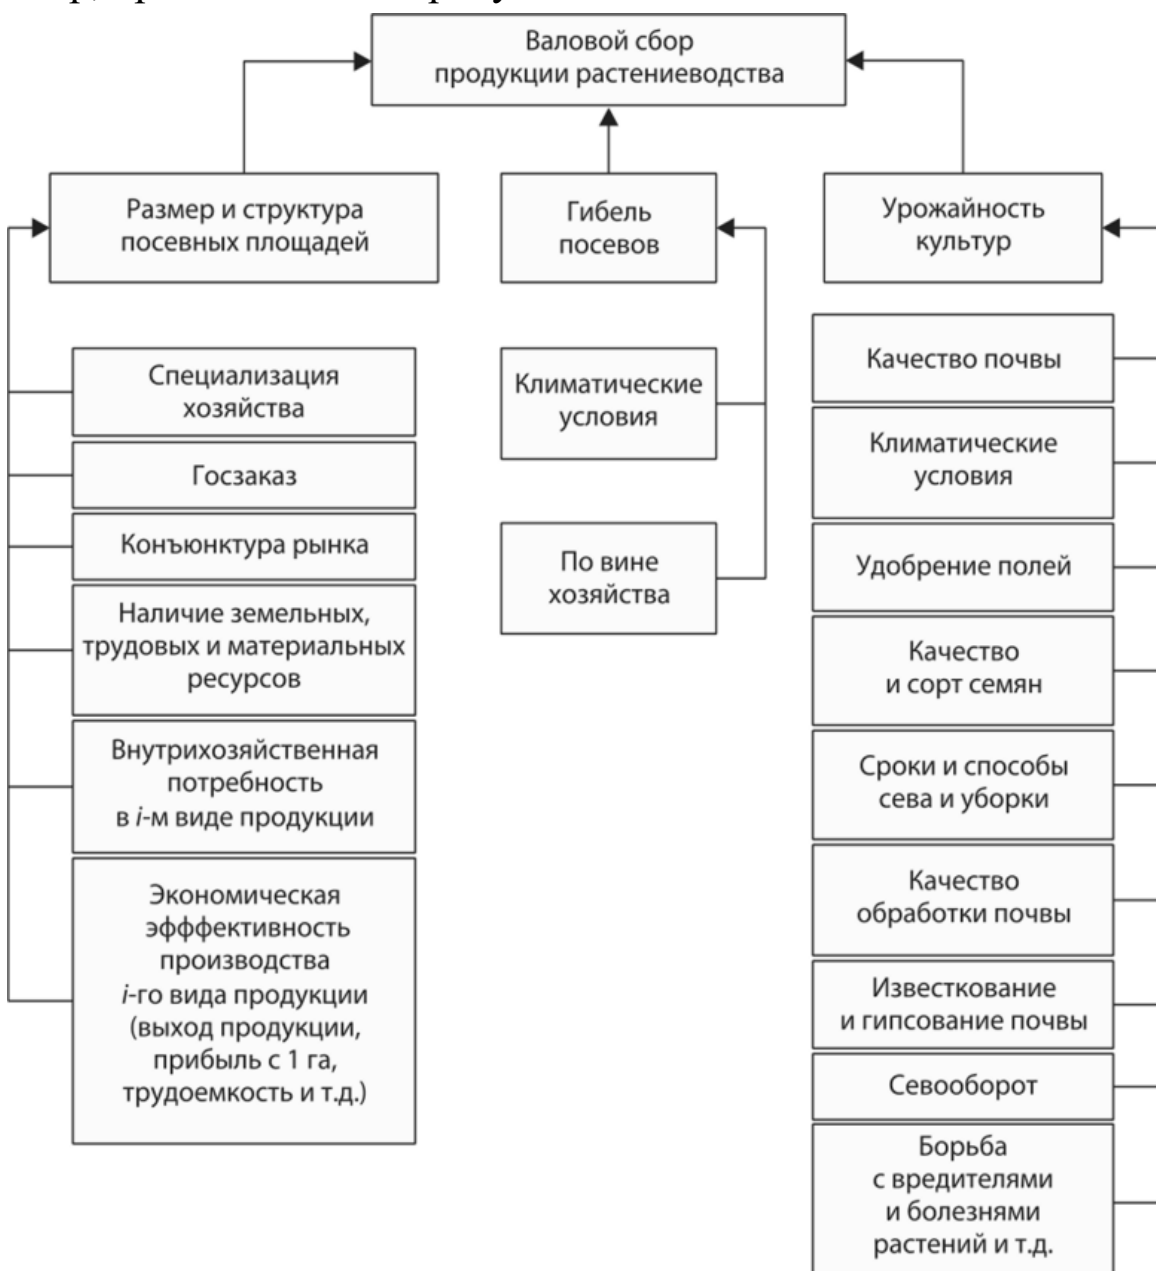 Валовой сбор
продукции растениеводства
Размер и структура
посевных площадей
Специализация
хозяйства
Госзаказ
Конъюнктура рынка
Наличие земельных,
трудовых и материальных
ресурсов
Внутрихозяйственная
потребность
в i-м виде продукции
Экономическая
эфффективность
производства
i-го вида продукции
(выход продукции,
прибыль с 1 га,
трудоемкость и т.д.)
Гибель
посевов
Климатические
условия
По вине
хозяйства
Урожайность
культур
Качество почвы
Климатические
условия
Удобрение полей
Качество
и сорт семян
Сроки и способы
сева и уборки
Качество
обработки почвы
Известкование
и гипсование почвы
Севооборот
Борьба
с вредителями
и болезнями
растений и т.д.